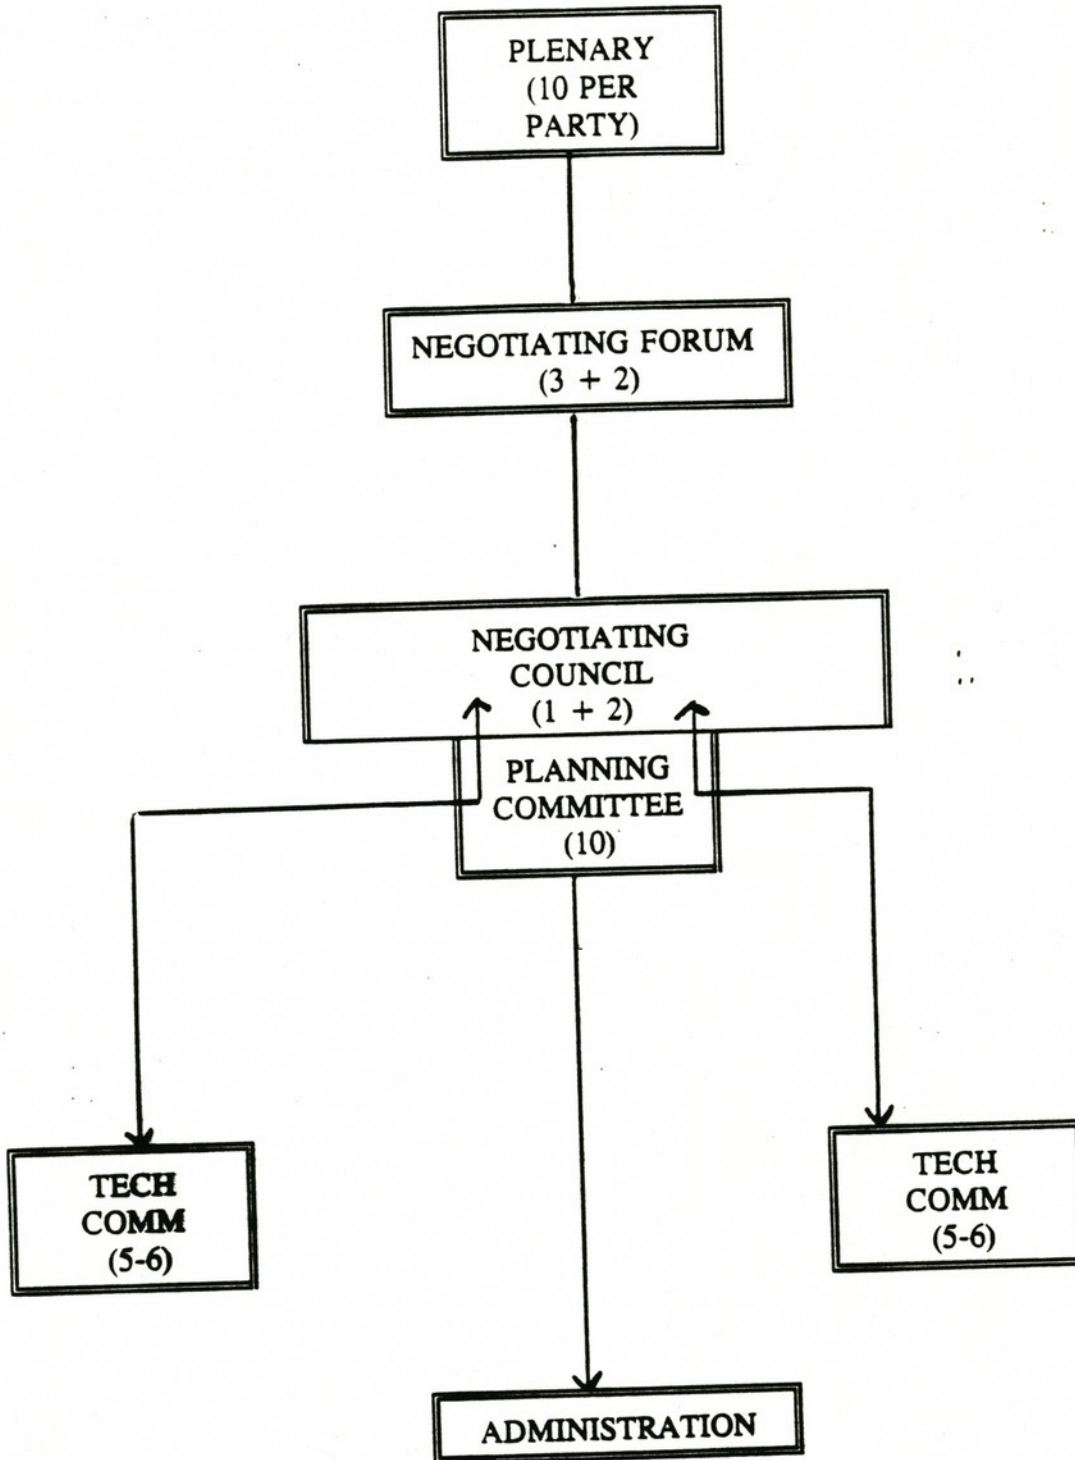 PLENARY
(10 PER
PARTY)
NEGOTIATING FORUM
(3 + 2)
NEGOTIATING
COUNCIL
(1 + 2)
PLANNING
COMMITTEE
(10)
TECH
COMM
(5-6)
TECH
COMM
(5-6)
ADMINISTRATION